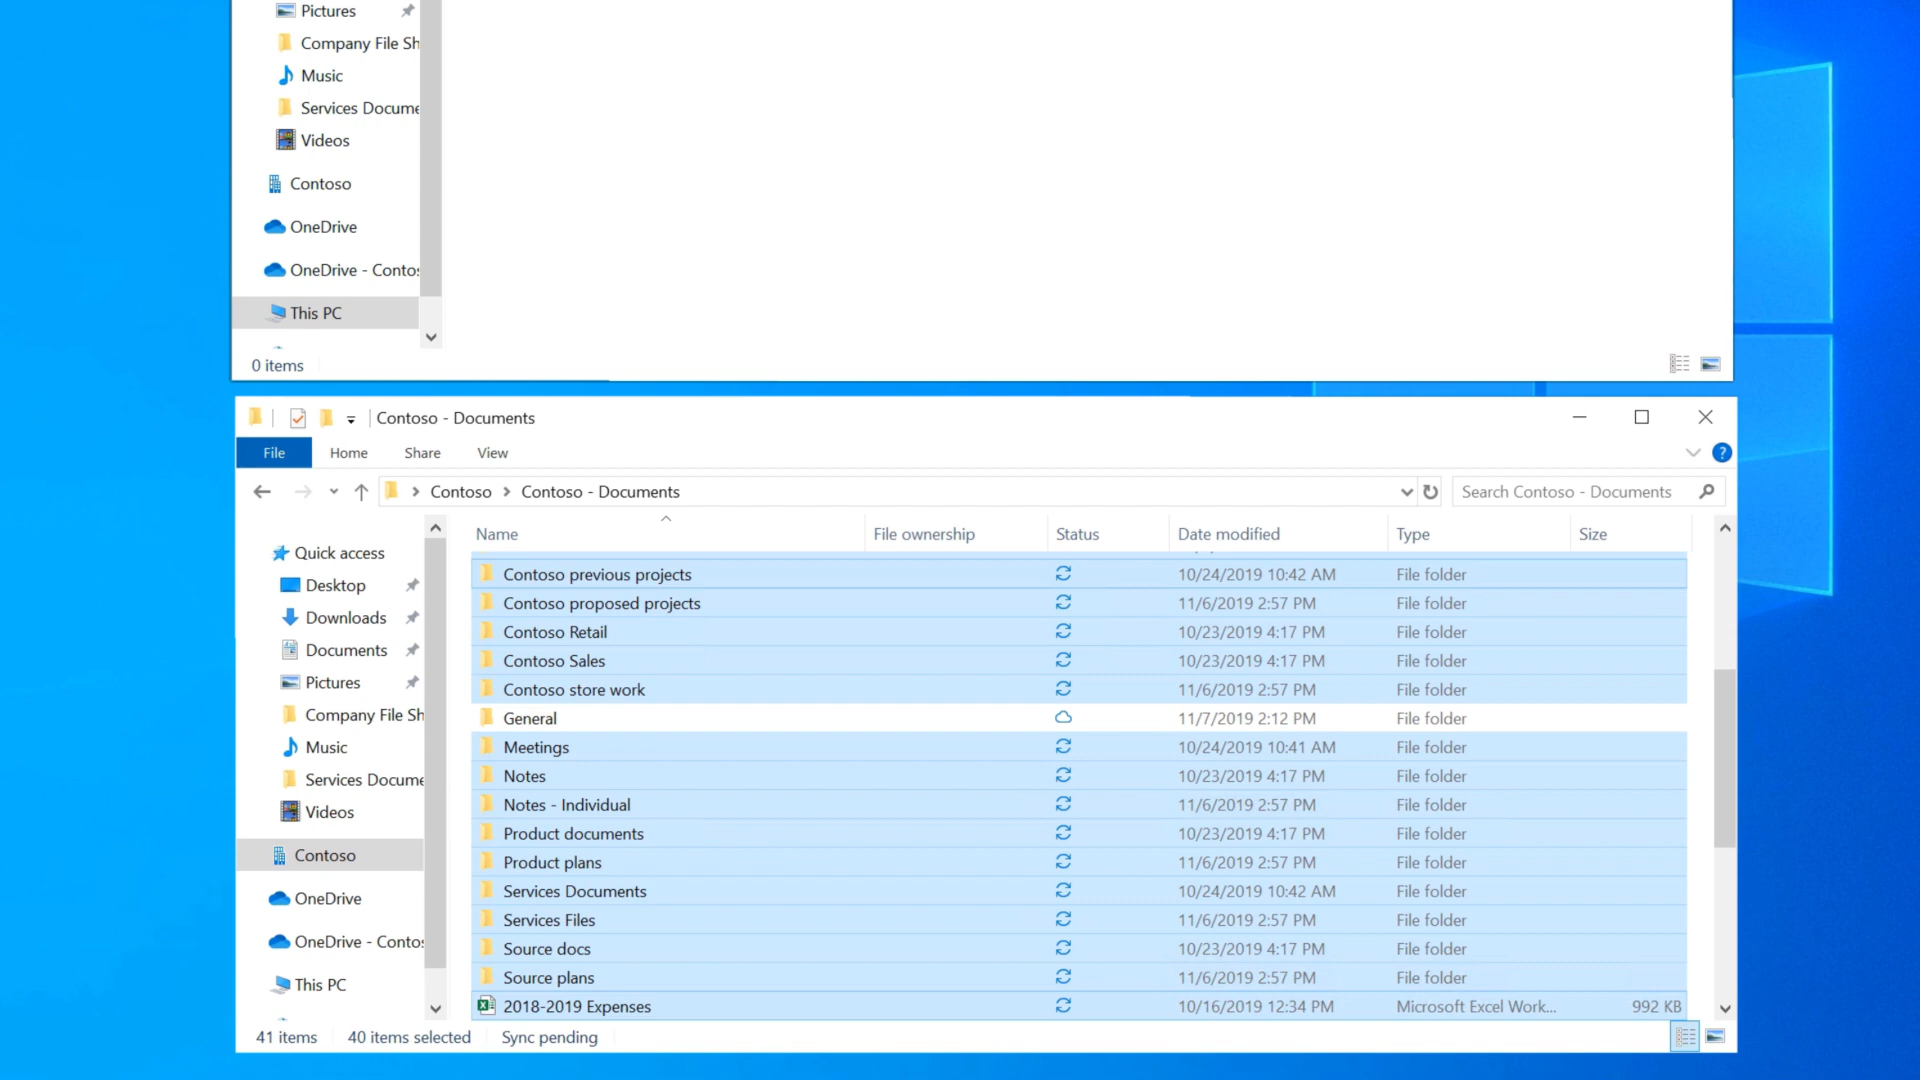 Pictures
Company File Sh
Music
Services Docume
Videos
Contoso
OneDrive
OneDrive - Contos
This PC
0 items
Contoso - Documents
File Home Share View
Contoso Contoso - Documents Search Contoso - Documents
Name File ownership Status Date modified Type Size
Quick access
Desktop
Downloads
Documents
Pictures
Company File Sh
Music
Services Docume
Videos
Contoso
OneDrive
OneDrive - Contos
This PC
Contoso previous projects 10/24/2019 10:42 AM File folder
Contoso proposed projects 11/6/2019 2:57 PM File folder
Contoso Retail 10/23/2019 4:17 PM File folder
Contoso Sales 10/23/2019 4:17 PM File folder
Contoso store work 11/6/2019 2:57 PM File folder
General 11/7/2019 2:12 PM File folder
Meetings 10/24/2019 10:41 AM File folder
Notes 10/23/2019 4:17 PM File folder
Notes - Individual 11/6/2019 2:57 PM File folder
Product documents 10/23/2019 4:17 PM File folder
Product plans 11/6/2019 2:57 PM File folder
Services Documents 10/24/2019 10:42 AM File folder
Services Files 11/6/2019 2:57 PM File folder
Source docs 10/23/2019 4:17 PM File folder
Source plans 11/6/2019 2:57 PM File folder
2018-2019 Expenses 10/16/2019 12:34 PM Microsoft Excel Work... 992 KB
41 items 40 items selected Sync pending